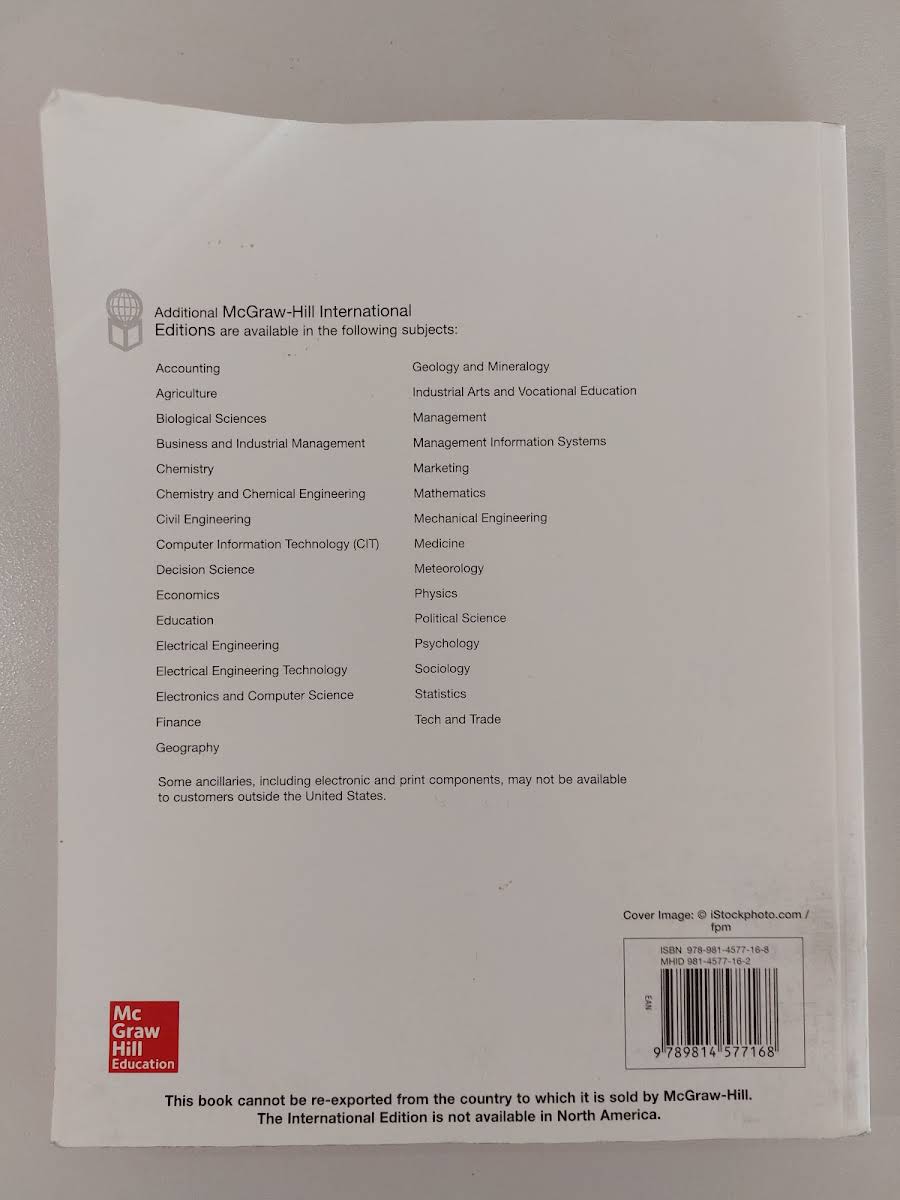 Additional McGraw-Hill International
Editions are available in the following subjects:
Accounting
Agriculture
Biological Sciences
Business and Industrial Management
Chemistry
Chemistry and Chemical Engineering
Civil Engineering
Computer Information Technology (CIT)
Decision Science
Economics
Education
Electrical Engineering
Electrical Engineering Technology
Electronics and Computer Science
Finance
Geography
Geology and Mineralogy
Industrial Arts and Vocational Education
Management
Management Information Systems
Marketing
Mathematics
Mechanical Engineering
Medicine
Meteorology
Physics
Political Science
Psychology
Sociology
Statistics
Tech and Trade
Some ancillaries, including electronic and print components, may not be available
to customers outside the United States.
Cover Image: © iStockphoto.com /
fpm
ISBN 978-981-4577-16-8
MHID 981-4577-16-2
EAN
9 789814 577168
Mc
Graw
Hill
Education
This book cannot be re-exported from the country to which it is sold by McGraw-Hill.
The International Edition is not available in North America.